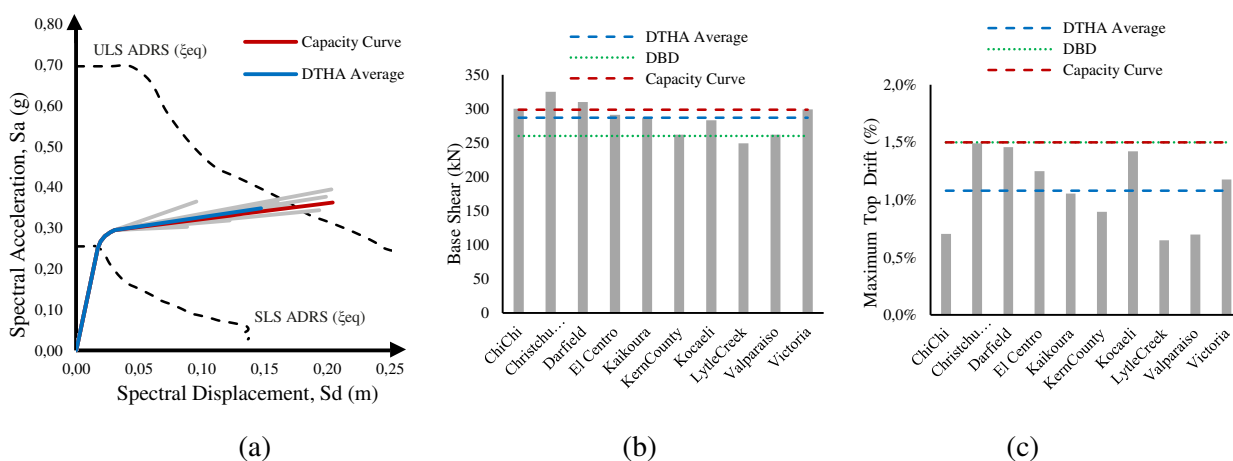 (a)
0,80
0,70
0,60
0,50
0,40
0,30
0,20
0,10
0,00
Spectral Acceleration, Sa (g)
ULS ADRS (ξeq)
Capacity Curve
DTHA Average
SLS ADRS (ξeq)
0,00 0,05 0,10 0,15 0,20 0,25
Spectral Displacement, Sd (m)
(a)
(b)
DTHA Average
DBD
Capacity Curve
350
300
250
200
150
100
50
0
Base Shear (kN)
ChiChi
Christchu…
Darfield
El Centro
Kaikoura
KernCounty
Kocaeli
LytleCreek
Valparaiso
Victoria
(b)
(c)
DTHA Average
DBD
Capacity Curve
2,0%
1,5%
1,0%
0,5%
0,0%
Maximum Top Drift (%)
ChiChi
Christchu…
Darfield
El Centro
Kaikoura
KernCounty
Kocaeli
LytleCreek
Valparaiso
Victoria
(c)